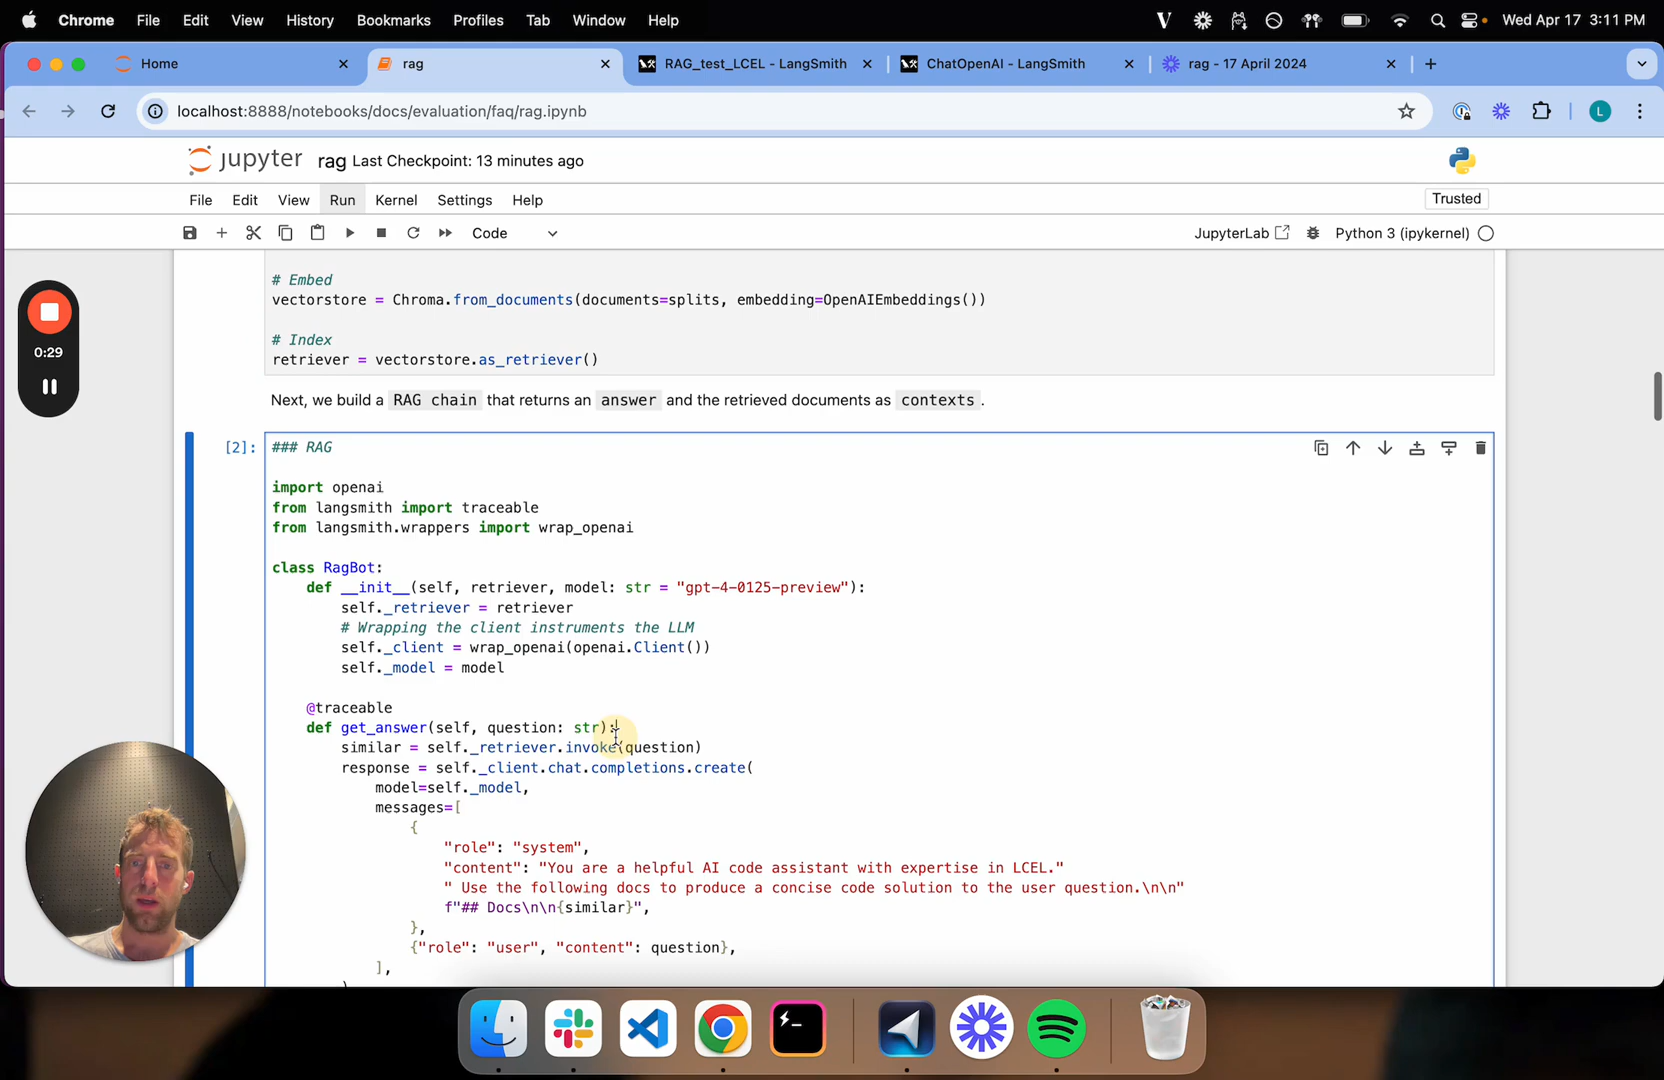 Chrome File Edit View History Bookmarks Profiles Tab Window Help Wed Apr 17 3:11 PM
Home rag RAG_test_LCEL - LangSmith ChatOpenAI - LangSmith rag - 17 April 2024
localhost:8888/notebooks/docs/evaluation/faq/rag.ipynb L
jupyter rag Last Checkpoint: 13 minutes ago
File Edit View Run Kernel Settings Help Trusted
Code JupyterLab Python 3 (ipykernel)
# Embed
vectorstore = Chroma.from_documents(documents=splits, embedding=OpenAIEmbeddings())
# Index
retriever = vectorstore.as_retriever()
0:29
Next, we build a RAG chain that returns an answer and the retrieved documents as contexts.
[2]: ### RAG
import openai
from langsmith import traceable
from langsmith.wrappers import wrap_openai
class RagBot:
def __init__(self, retriever, model: str = "gpt-4-0125-preview"):
self._retriever = retriever
# Wrapping the client instruments the LLM
self._client = wrap_openai(openai.Client())
self._model = model
@traceable
def get_answer(self, question: str):
similar = self._retriever.invoke(question)
response = self._client.chat.completions.create(
model=self._model,
messages=[
{
"role": "system",
"content": "You are a helpful AI code assistant with expertise in LCEL."
" Use the following docs to produce a concise code solution to the user question.\n\n"
f"## Docs\n\n{similar}",
},
{"role": "user", "content": question},
],
)